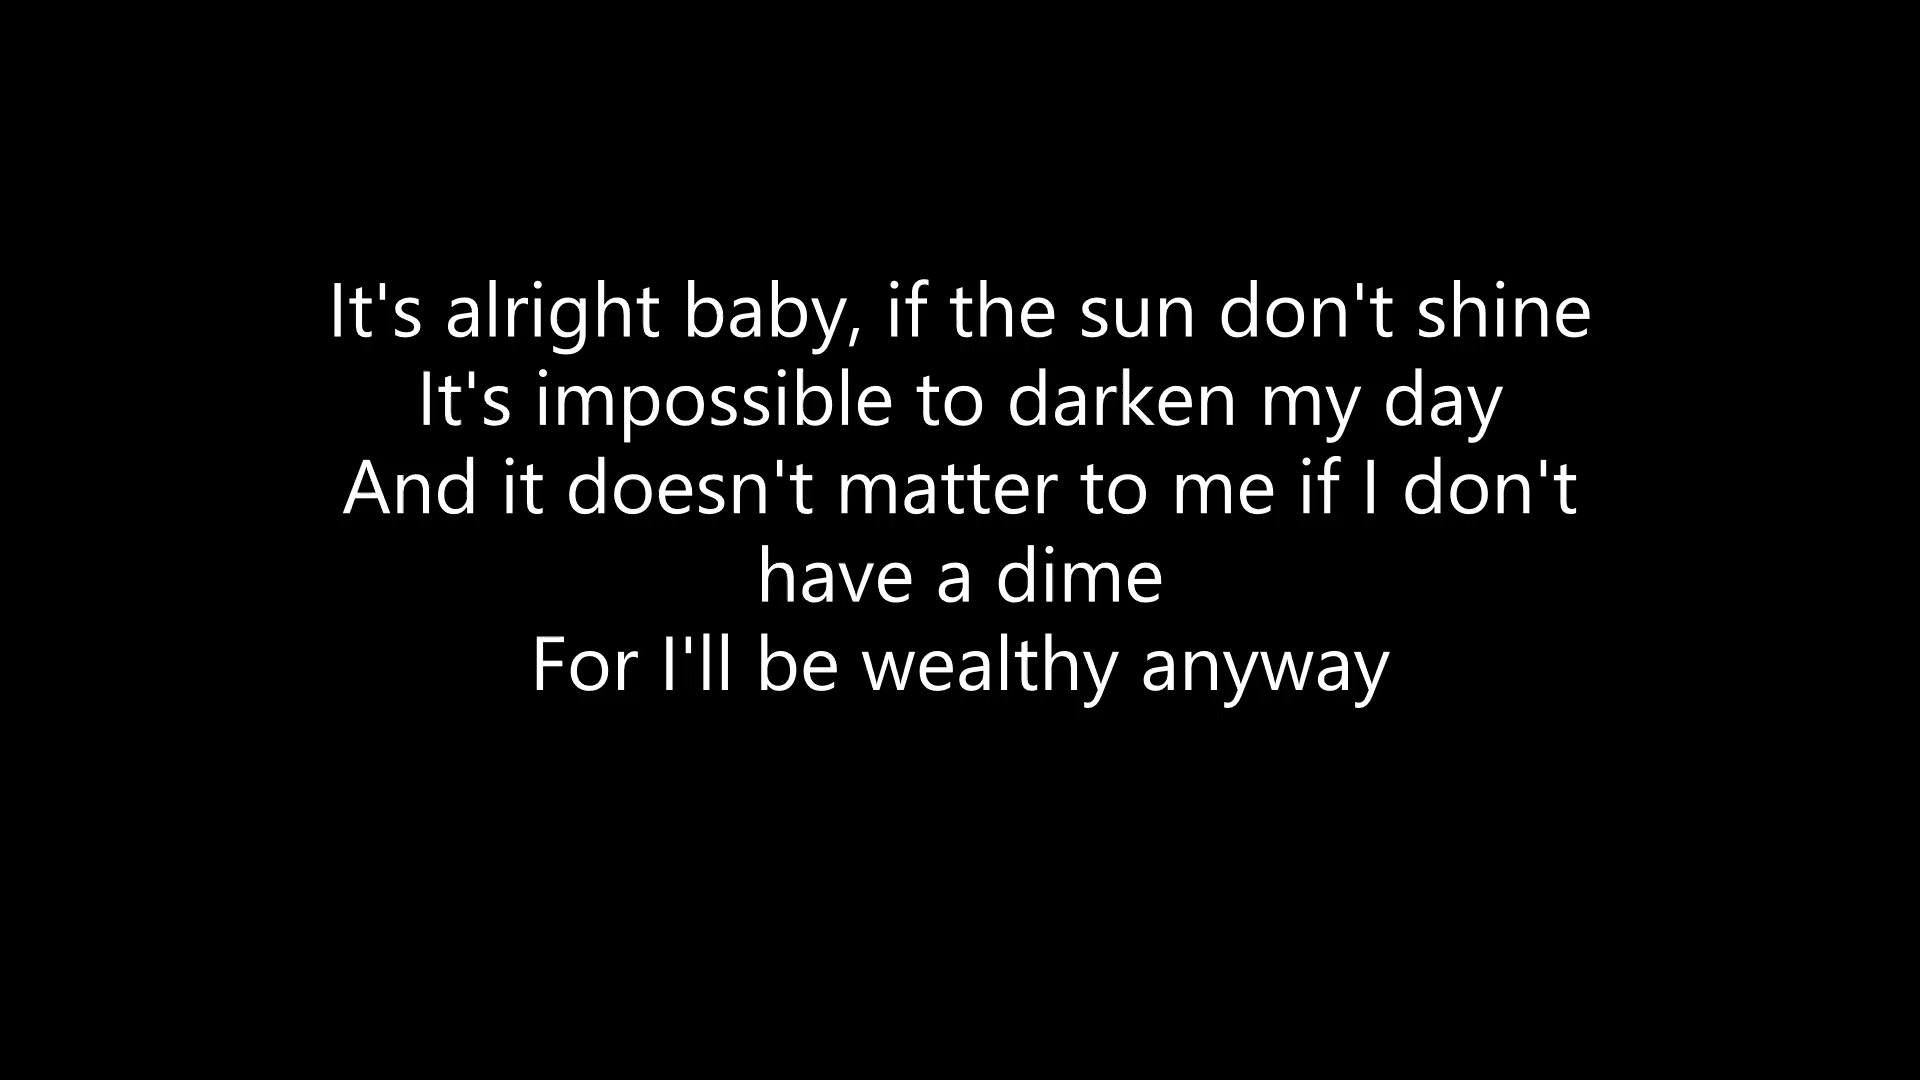 It's alright baby, if the sun don't shine
It's impossible to darken my day
And it doesn't matter to me if I don't
have a dime
For I'll be wealthy anyway